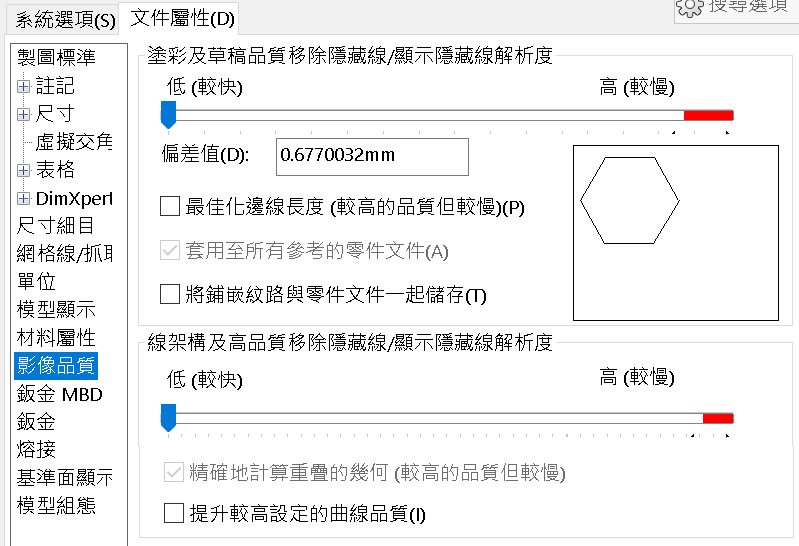 系統選項(S)
文件屬性(D)
搜尋選項
製圖標準
註記
尺寸
虛擬交角
表格
DimXpert
尺寸細目
網格線/抓取
單位
模型顯示
材料屬性
影像品質
鈑金 MBD
鈑金
熔接
基準面顯示
模型組態
塗彩及草稿品質移除隱藏線/顯示隱藏線解析度
低 (較快)
高 (較慢)
偏差值(D):
0.6770032mm
最佳化邊線長度 (較高的品質但較慢)(P)
套用至所有參考的零件文件(A)
將鋪嵌紋路與零件文件一起儲存(T)
線架構及高品質移除隱藏線/顯示隱藏線解析度
低 (較快)
高 (較慢)
精確地計算重疊的幾何 (較高的品質但較慢)
提升較高設定的曲線品質(I)